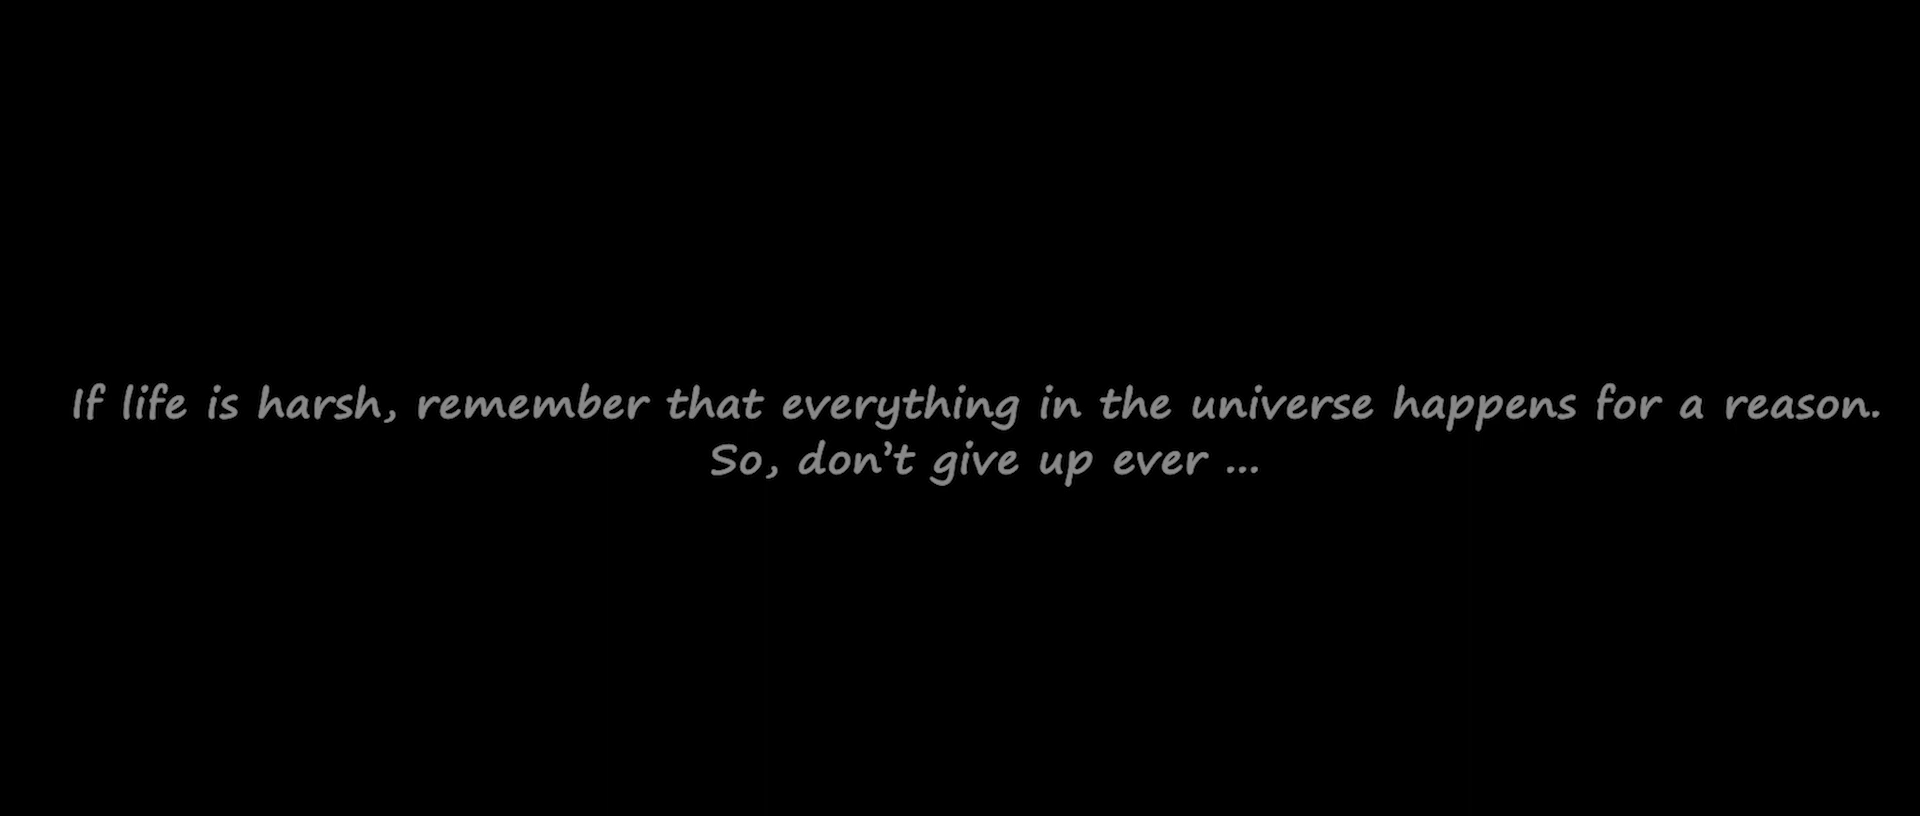 If life is harsh, remember that everything in the universe happens for a reason.
So, don’t give up ever ...